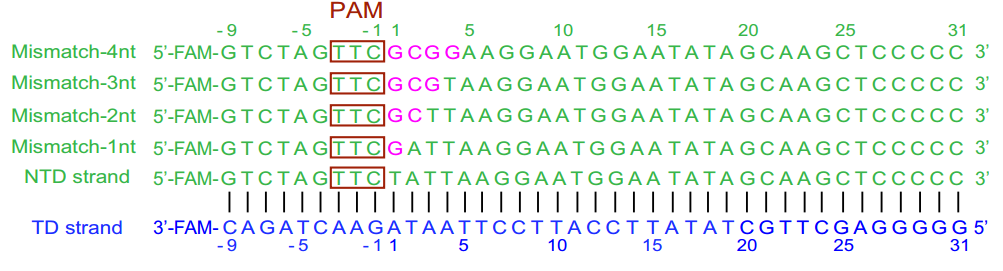 PAM
-9 -5 -1 1 5 10 15 20 25 31
Mismatch-4nt 5'-FAM-GTCTAGTTCGCGGAAGGAATGGAATATAGCAAGCTCCCCC 3'
Mismatch-3nt 5'-FAM-GTCTAGTTCGCGTAAGGAATGGAATATAGCAAGCTCCCCC 3'
Mismatch-2nt 5'-FAM-GTCTAGTTCGCTTAAGGAATGGAATATAGCAAGCTCCCCC 3'
Mismatch-1nt 5'-FAM-GTCTAGTTCGATTAAGGAATGGAATATAGCAAGCTCCCCC 3'
NTD strand 5'-FAM-GTCTAGTTCTATTAAGGAATGGAATATAGCAAGCTCCCCC 3'
TD strand 3'-FAM-CAGATCAAGATAATTCCTTACCTTATATCGTTCGAGGGGG 5'
-9 -5 -1 1 5 10 15 20 25 31